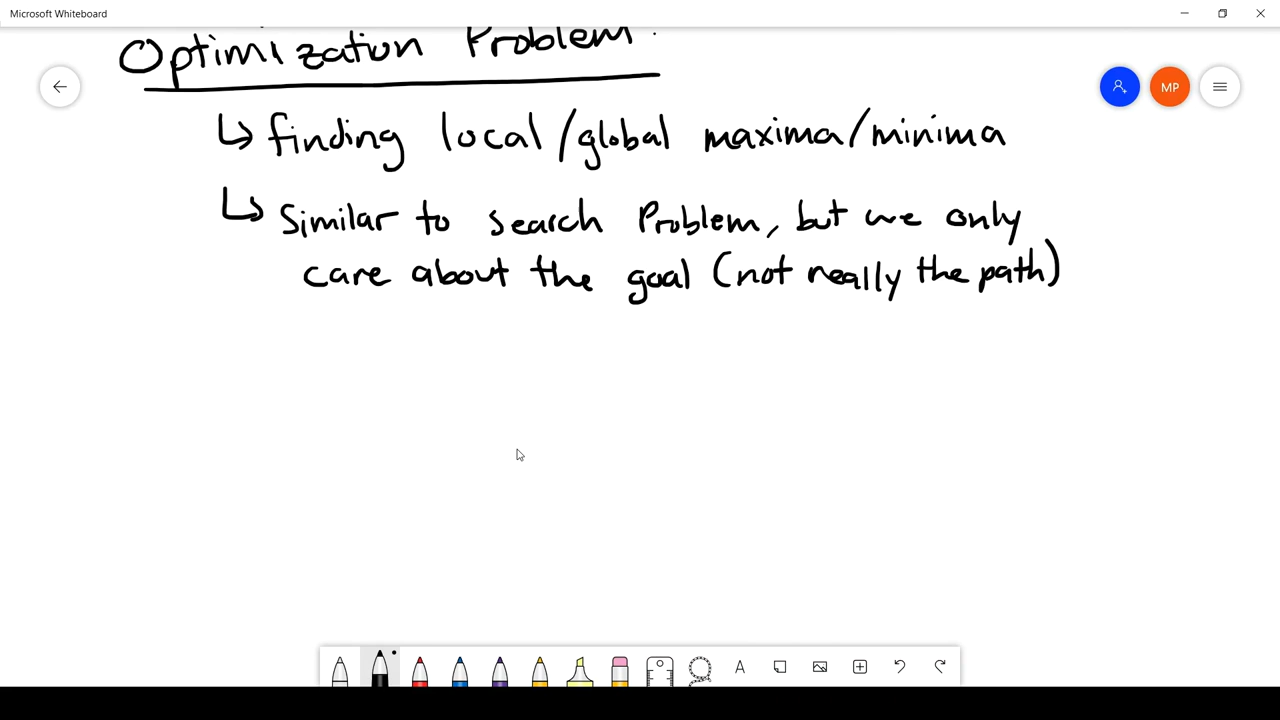 Microsoft Whiteboard
Optimization Problem:
MP
↳ finding local/global maxima/minima
↳ Similar to search Problem, but we only
care about the goal (not really the path)
A